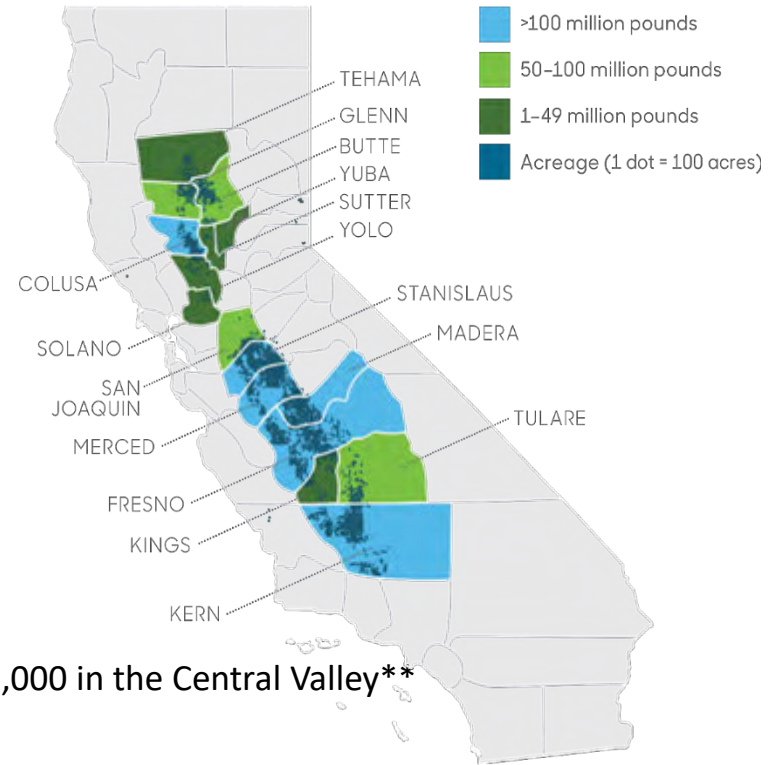 >100 million pounds
50–100 million pounds
1–49 million pounds
Acreage (1 dot = 100 acres)
TEHAMA
GLENN
BUTTE
YUBA
SUTTER
YOLO
COLUSA
STANISLAUS
MADERA
SOLANO
SAN
JOAQUIN
MERCED
TULARE
FRESNO
KINGS
KERN
,000 in the Central Valley**